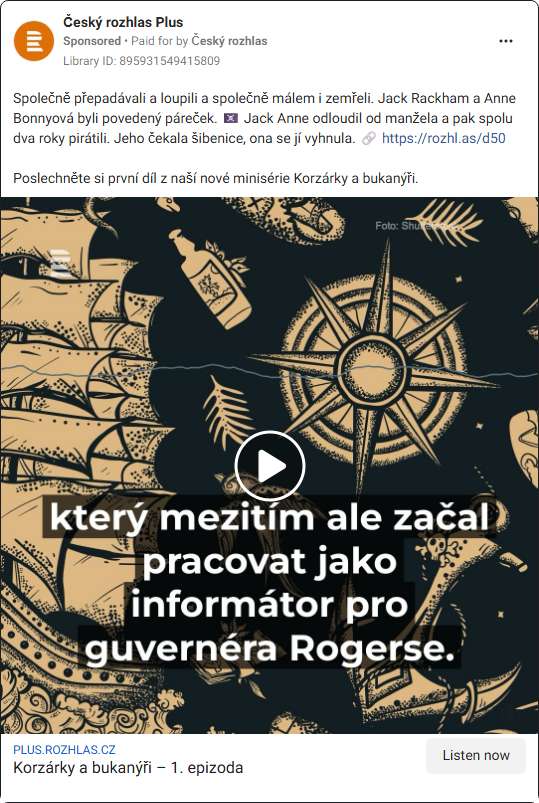 Český rozhlas Plus
Sponsored • Paid for by Český rozhlas
Library ID: 895931549415809
Společně přepadávali a loupili a společně málem i zemřeli. Jack Rackham a Anne
Bonnyová byli povedený páreček. 🏴‍☠️ Jack Anne odloudil od manžela a pak spolu
dva roky pirátili. Jeho čekala šibenice, ona se jí vyhnula. 🔗 https://rozhl.as/d50
Poslechněte si první díl z naší nové minisérie Korzárky a bukanýři.
Foto:
který mezitím ale začal
pracovat jako
informátor pro
guvernéra Rogerse.
PLUS.ROZHLAS.CZ
Korzárky a bukanýři – 1. epizoda
Listen now